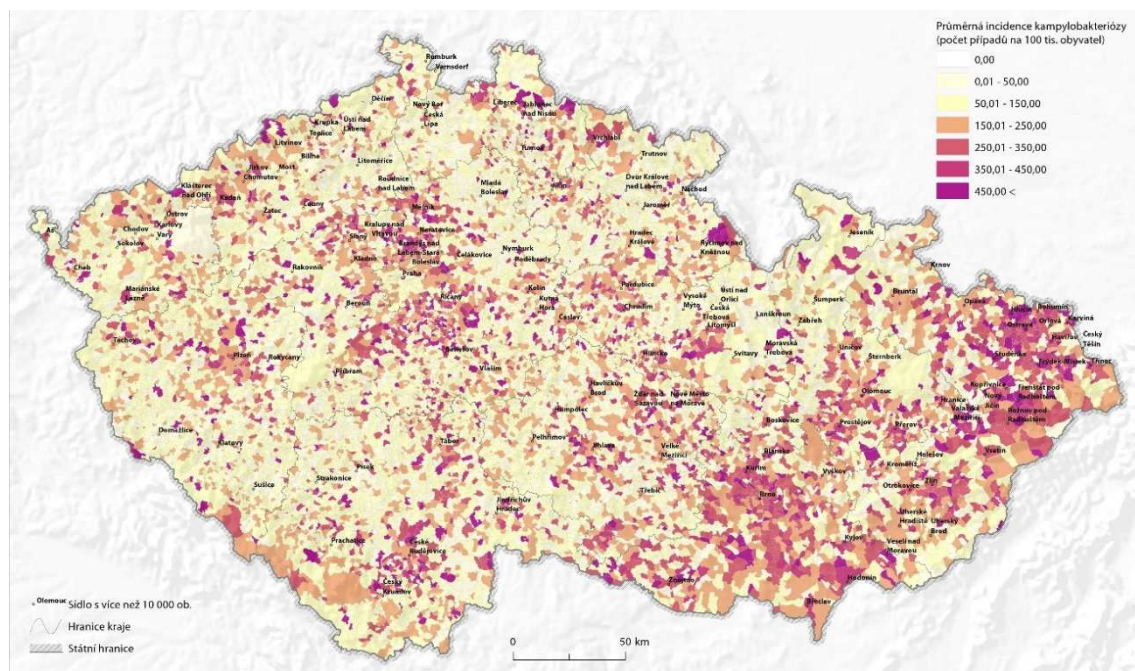 Průměrná incidence kampylobakteriózy
(počet případů na 100 tis. obyvatel)
0,00
0,01 - 50,00
50,01 - 150,00
150,01 - 250,00
250,01 - 350,00
350,01 - 450,00
450,00 <
Rumburk
Varnsdorf
Děčín
Nový Bor
Česká
Lípa
Liberec
Jablonec
nad Nisou
Krupka
Ústí nad
Labem
Teplice
Litvínov
Bílina
Most
Litoměřice
Turnov
Vrchlabí
Trutnov
Jirkov
Chomutov
Roudnice
nad Labem
Mladá
Boleslav
Jičín
Dvůr Králové
nad Labem
Náchod
Klášterec
nad Ohří
Kadaň
Žatec
Louny
Mělník
Jaroměř
Ostrov
Karlovy
Vary
Chodov
Sokolov
Aš
Cheb
Kralupy nad
Vltavou
Slaný
Neratovice
Brandýs nad
Labem-Stará
Boleslav
Čelákovice
Nymburk
Poděbrady
Hradec
Králové
Rychnov nad
Kněžnou
Jeseník
Krnov
Mariánské
Lázně
Rakovník
Kladno
Praha
Beroun
Říčany
Kolín
Kutná
Hora
Čáslav
Pardubice
Chrudim
Vysoké
Mýto
Ústí nad
Orlicí
Česká
Třebová
Litomyšl
Lanškroun
Šumperk
Zábřeh
Bruntál
Opava
Hlučín
Bohumín
Orlová
Karviná
Ostrava
Havířov
Český
Těšín
Tachov
Plzeň
Rokycany
Příbram
Benešov
Vlašim
Hlinsko
Svitavy
Moravská
Třebová
Uničov
Šternberk
Studénka
Frýdek-Místek
Třinec
Havlíčkův
Brod
Žďár nad
Sázavou
Nové Město
na Moravě
Olomouc
Hranice
Kopřivnice
Nový
Jičín
Frenštát pod
Radhoštěm
Valašské
Meziříčí
Rožnov pod
Radhoštěm
Humpolec
Boskovice
Prostějov
Přerov
Domažlice
Klatovy
Tábor
Pelhřimov
Jihlava
Velké
Meziříčí
Blansko
Vsetín
Holešov
Kroměříž
Písek
Sušice
Strakonice
Kuřim
Brno
Vyškov
Otrokovice
Zlín
Jindřichův
Hradec
Třebíč
Uherské
Hradiště
Uherský
Brod
Prachatice
České
Budějovice
Kyjov
Veselí nad
Moravou
Český
Krumlov
Znojmo
Hodonín
Břeclav
Olomouc Sídlo s více než 10 000 ob.
Hranice kraje
Státní hranice
0 50 km